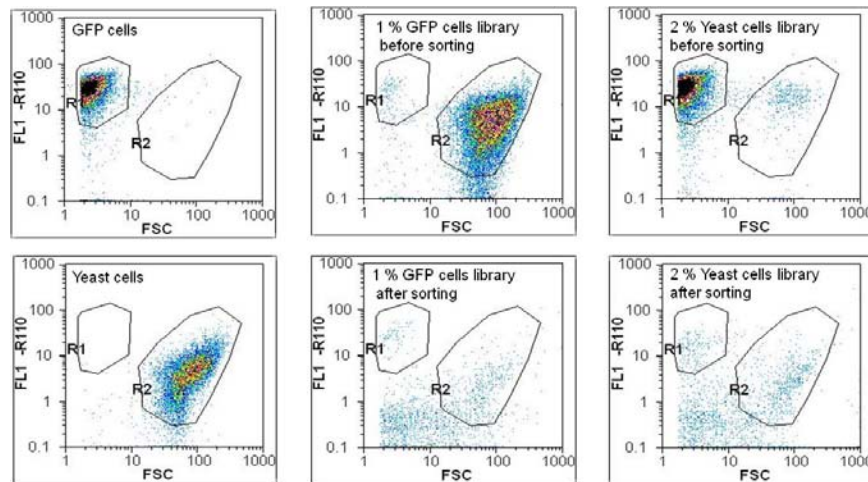 GFP cells
1000
100
10
1
0.1
FL1 -R110
R1
R2
1 10 100 1000
FSC
1 % GFP cells library
before sorting
1000
100
10
1
0.1
FL1 -R110
R1
R2
1 10 100 1000
FSC
2 % Yeast cells library
before sorting
1000
100
10
1
0.1
FL1 -R110
R1
R2
1 10 100 1000
FSC
Yeast cells
1000
100
10
1
0.1
FL1 -R110
R1
R2
1 10 100 1000
FSC
1 % GFP cells library
after sorting
1000
100
10
1
0.1
FL1 -R110
R1
R2
1 10 100 1000
FSC
2 % Yeast cells library
after sorting
1000
100
10
1
0.1
FL1 -R110
R1
R2
1 10 100 1000
FSC